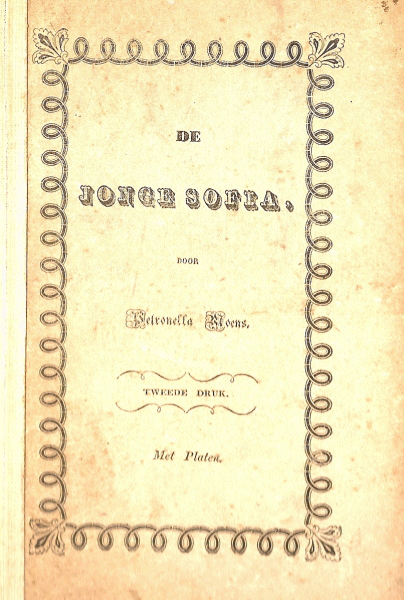 DE
JONGE SOFIA,
DOOR
Petronella Moens.
TWEEDE DRUK.
Met Platen.